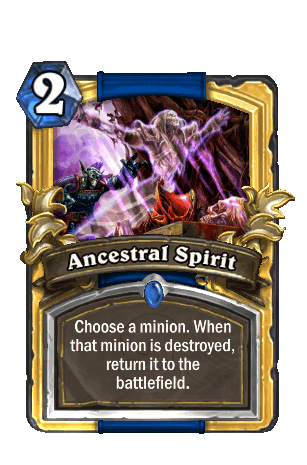 2
Ancestral Spirit
Choose a minion. When
that minion is destroyed,
return it to the
battlefield.